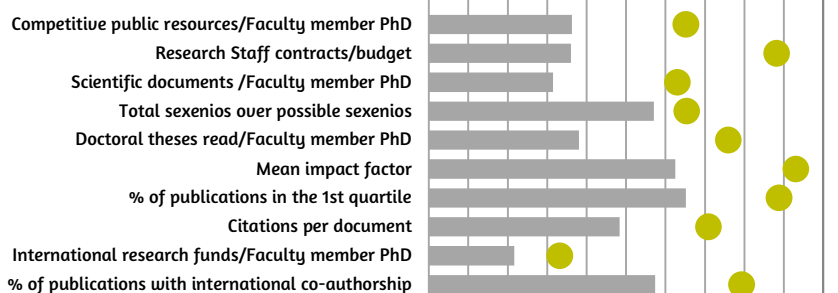 Competitive public resources/Faculty member PhD
Research Staff contracts/budget
Scientific documents /Faculty member PhD
Total sexenios over possible sexenios
Doctoral theses read/Faculty member PhD
Mean impact factor
% of publications in the 1st quartile
Citations per document
International research funds/Faculty member PhD
% of publications with international co-authorship